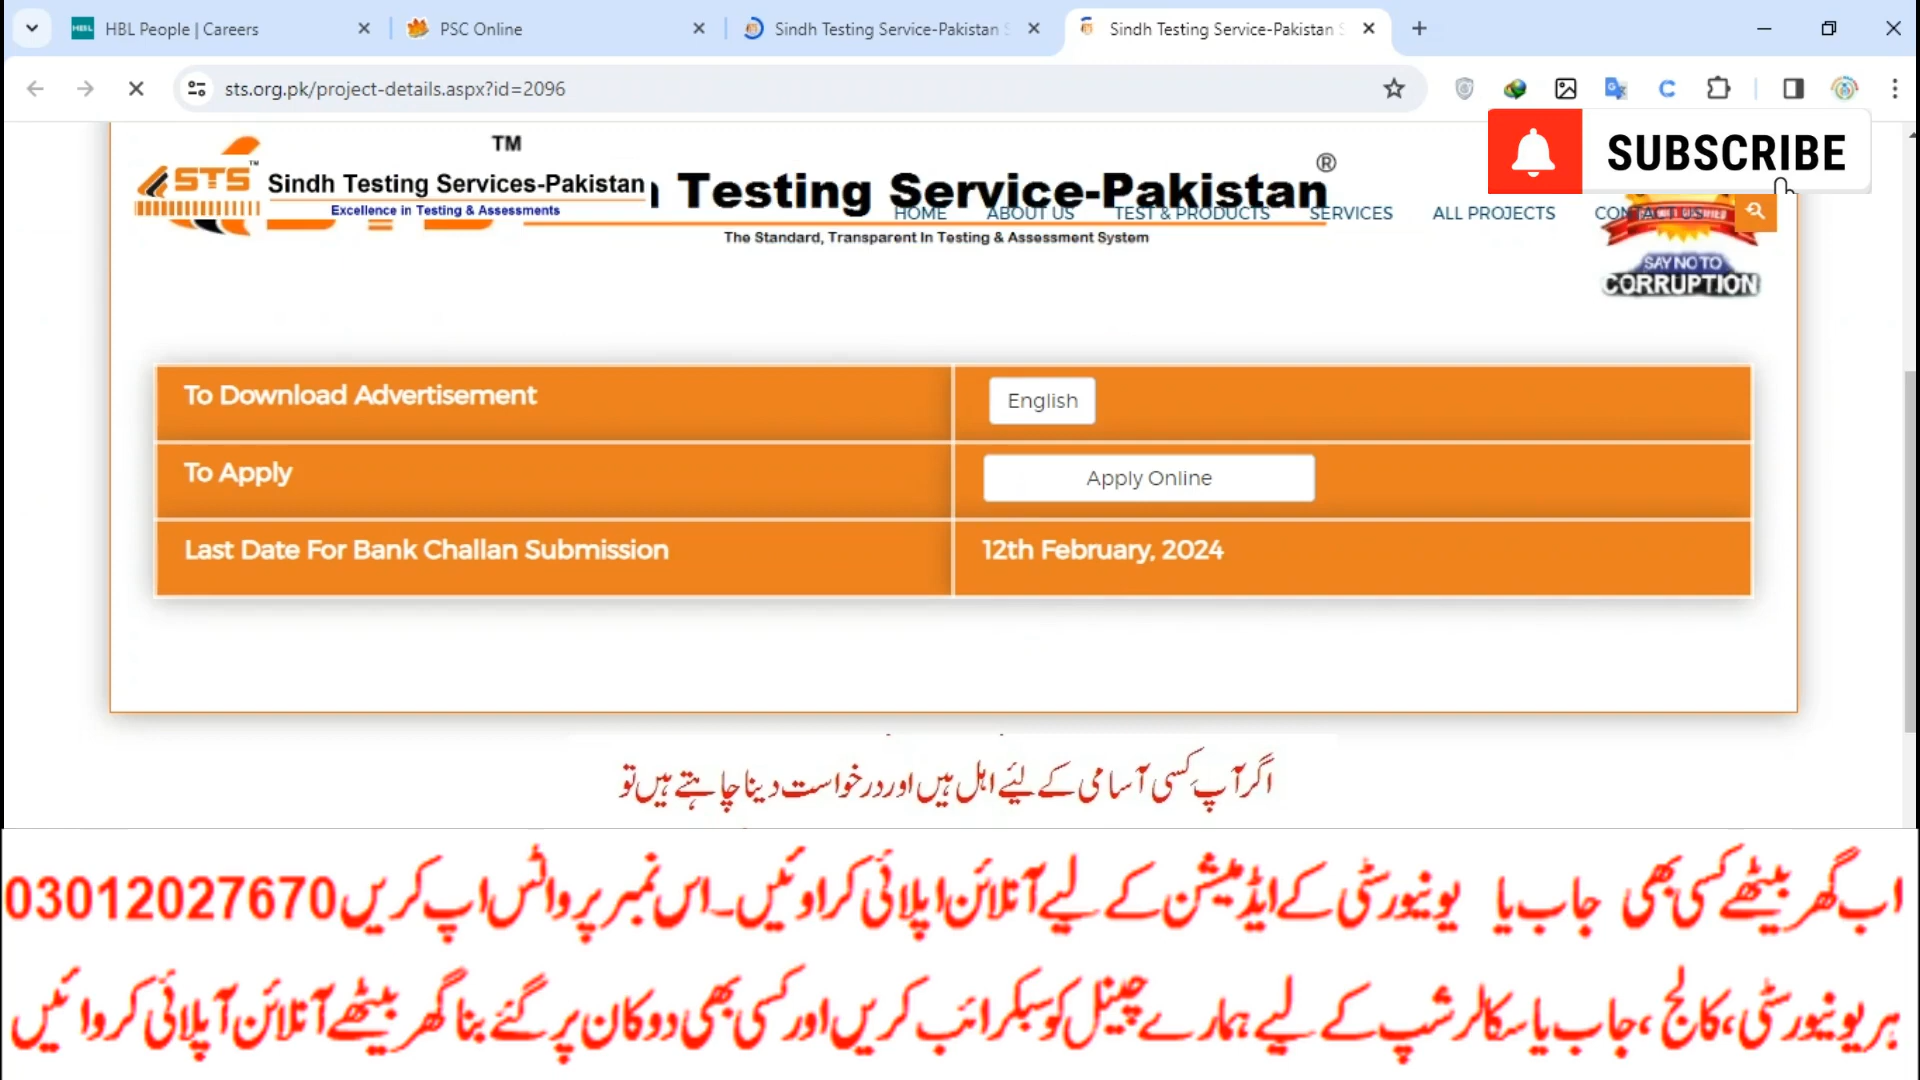 HBL People | Careers
PSC Online
Sindh Testing Service-Pakistan
Sindh Testing Service-Pakistan
sts.org.pk/project-details.aspx?id=2096
SUBSCRIBE
TM
STS
Sindh Testing Services-Pakistan
Excellence in Testing & Assessments
Testing Service-Pakistan®
The Standard, Transparent In Testing & Assessment System
HOME
ABOUT US
TEST & PRODUCTS
SERVICES
ALL PROJECTS
CONTACT US
SAY NO TO
CORRUPTION
To Download Advertisement
English
To Apply
Apply Online
Last Date For Bank Challan Submission
12th February, 2024
اگر آپ کسی آسامی کے لیئے اہل ہیں اور درخواست دینا چاہتے ہیں تو
اب گھر بیٹھے کسی بھی جاب یا یونیورسٹی کے ایڈمیشن کے لیے آنلائن اپلائی کراوئیں۔اس نمبر پر واٹس اپ کریں 03012027670
ہر یونیورسٹی، کالج ، جاب یا سکالرشپ کے لیے ہمارے چینل کو سبکرائب کریں اور کسی بھی دوکان پر گئے بنا گھر بیٹھے آنلائن آپلائی کروائیں